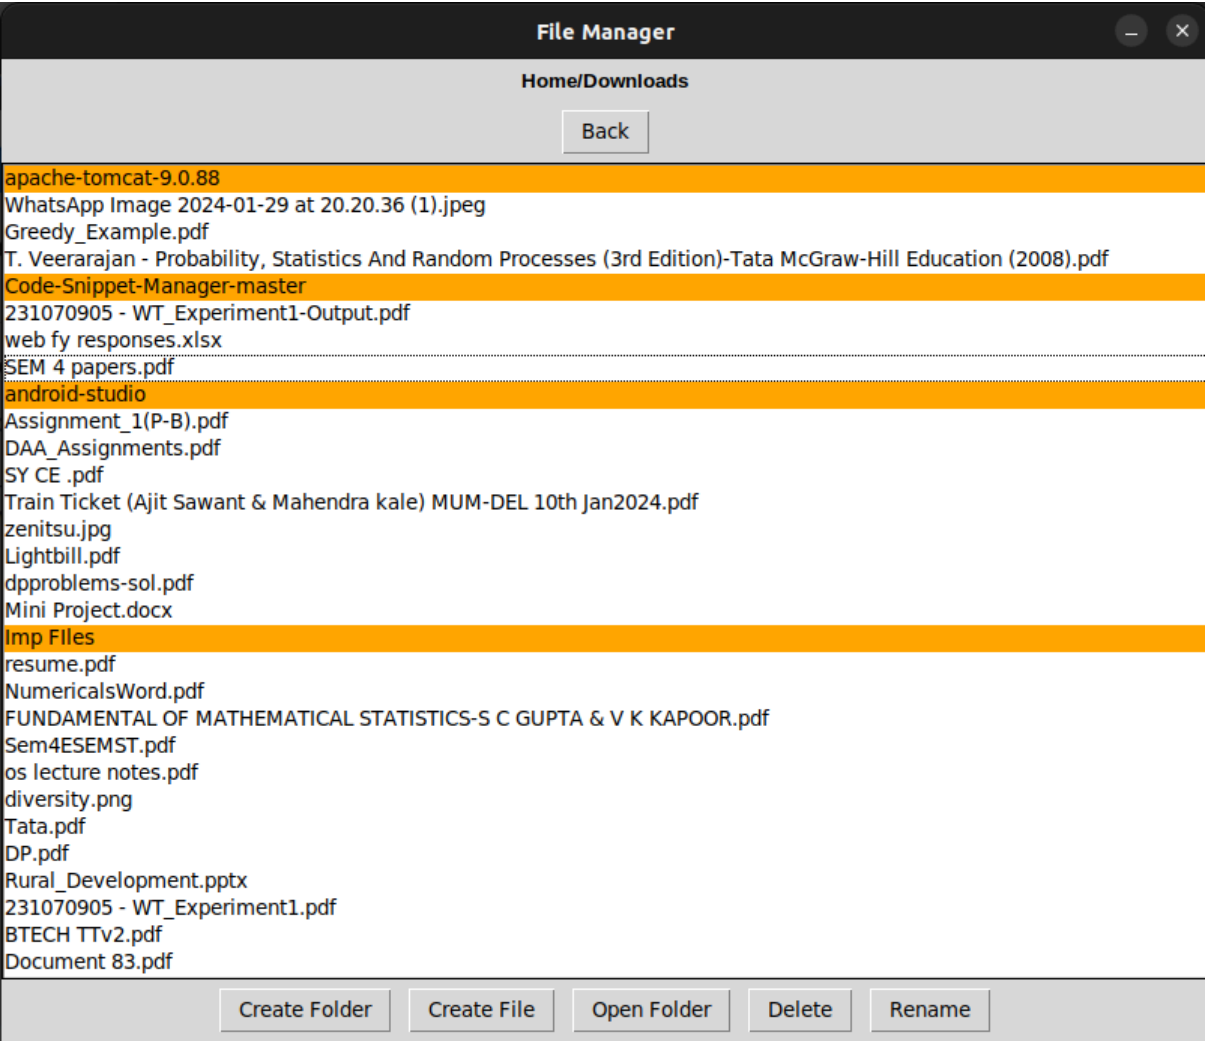 File Manager
Home/Downloads
Back
apache-tomcat-9.0.88
WhatsApp Image 2024-01-29 at 20.20.36 (1).jpeg
Greedy_Example.pdf
T. Veerarajan - Probability, Statistics And Random Processes (3rd Edition)-Tata McGraw-Hill Education (2008).pdf
Code-Snippet-Manager-master
231070905 - WT_Experiment1-Output.pdf
web fy responses.xlsx
SEM 4 papers.pdf
android-studio
Assignment_1(P-B).pdf
DAA_Assignments.pdf
SY CE .pdf
Train Ticket (Ajit Sawant & Mahendra kale) MUM-DEL 10th Jan2024.pdf
zenitsu.jpg
Lightbill.pdf
dpproblems-sol.pdf
Mini Project.docx
Imp FIles
resume.pdf
NumericalsWord.pdf
FUNDAMENTAL OF MATHEMATICAL STATISTICS-S C GUPTA & V K KAPOOR.pdf
Sem4ESEMST.pdf
os lecture notes.pdf
diversity.png
Tata.pdf
DP.pdf
Rural_Development.pptx
231070905 - WT_Experiment1.pdf
BTECH TTv2.pdf
Document 83.pdf
Create Folder Create File Open Folder Delete Rename